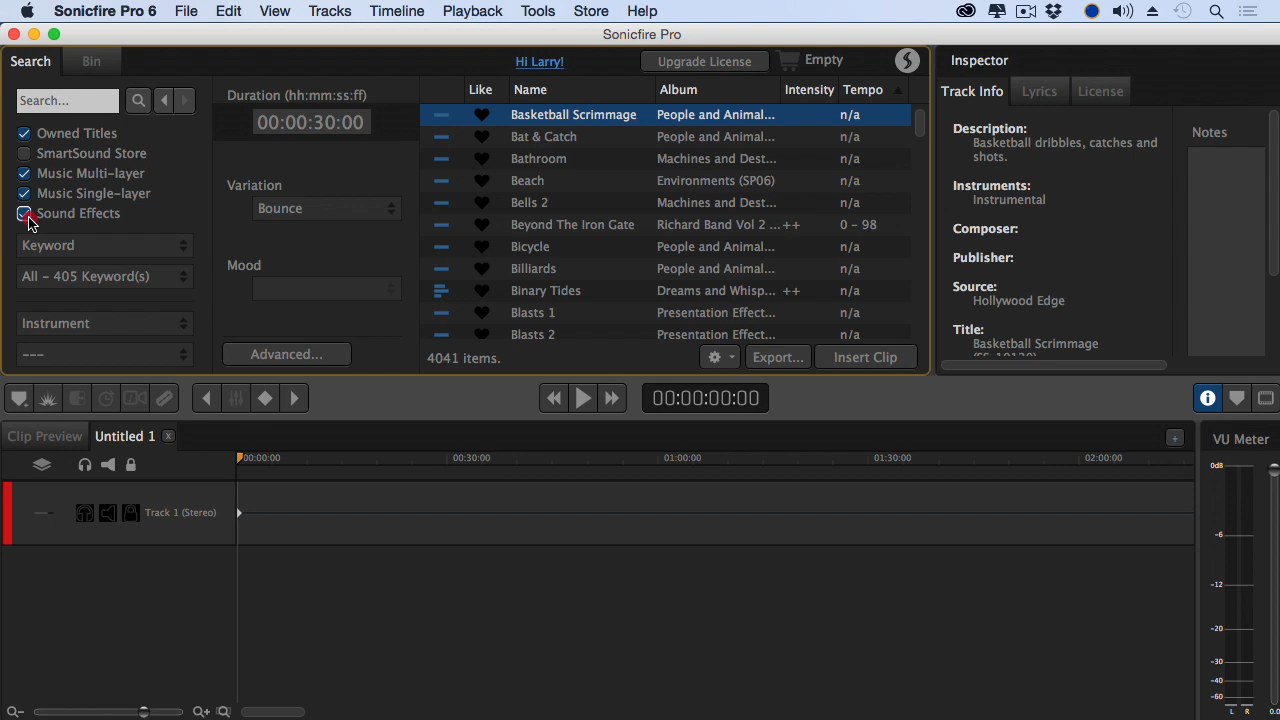 Sonicfire Pro 6 File Edit View Tracks Timeline Playback Tools Store Help
Sonicfire Pro
Search Bin Hi Larry! Upgrade License Empty
Search...
Owned Titles
SmartSound Store
Music Multi-layer
Music Single-layer
Sound Effects
Keyword
All - 405 Keyword(s)
Instrument
---
Duration (hh:mm:ss:ff)
00:00:30:00
Variation
Bounce
Mood
Advanced...
Like Name Album Intensity Tempo
Basketball Scrimmage People and Animal... n/a
Bat & Catch People and Animal... n/a
Bathroom Machines and Dest... n/a
Beach Environments (SP06) n/a
Bells 2 Machines and Dest... n/a
Beyond The Iron Gate Richard Band Vol 2 ... ++ 0 - 98
Bicycle People and Animal... n/a
Billiards People and Animal... n/a
Binary Tides Dreams and Whisp... ++ n/a
Blasts 1 Presentation Effect... n/a
Blasts 2 Presentation Effect... n/a
4041 items. Export... Insert Clip
Inspector
Track Info Lyrics License
Description:
Basketball dribbles, catches and
shots.
Instruments:
Instrumental
Composer:
Publisher:
Source:
Hollywood Edge
Title:
Basketball Scrimmage
Notes
00:00:00:00
Clip Preview Untitled 1 x +
00:00:00 00:30:00 01:00:00 01:30:00 02:00:00
Track 1 (Stereo)
VU Meter
0dB
-6
-12
-20
-30
-40
-60
L R 0.0